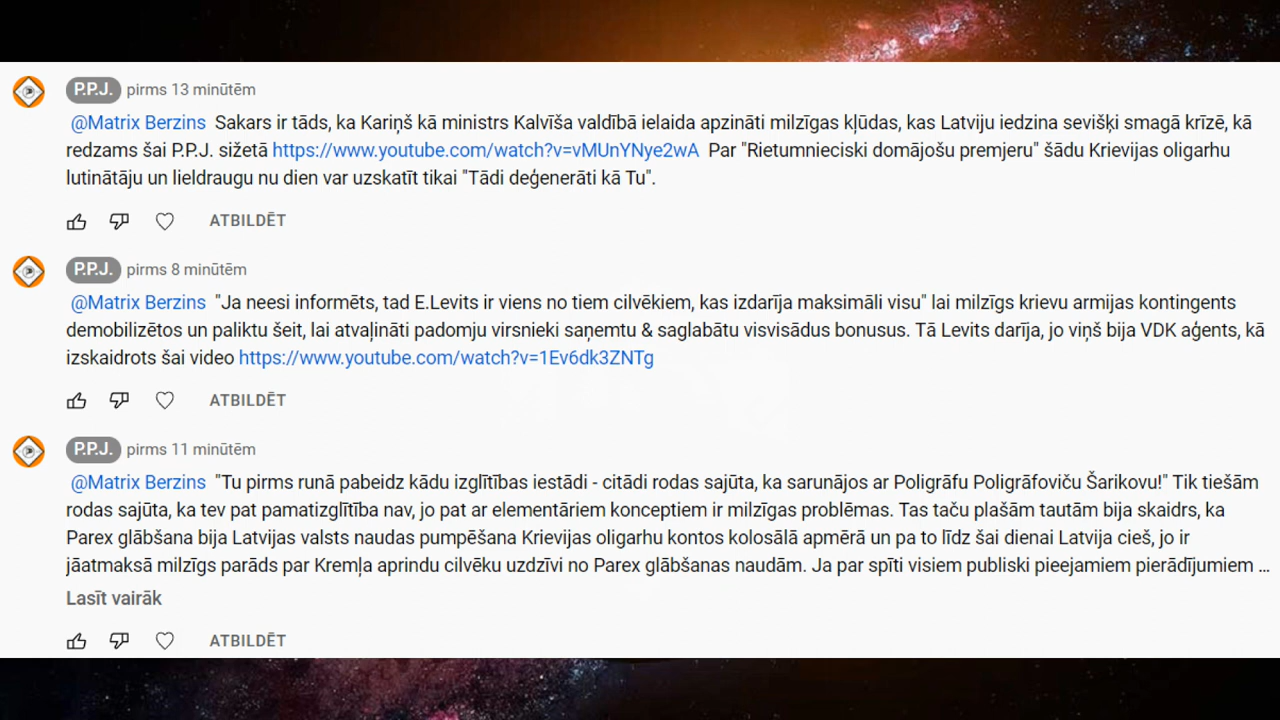 P.P.J. pirms 13 minūtēm
@Matrix Berzins Sakars ir tāds, ka Kariņš kā ministrs Kalvīša valdībā ielaida apzināti milzīgas kļūdas, kas Latviju iedzina sevišķi smagā krīzē, kā
redzams šai P.P.J. sižetā https://www.youtube.com/watch?v=vMUnYNye2wA Par "Rietumnieciski domājošu premjeru" šādu Krievijas oligarhu
lutinātāju un lieldraugu nu dien var uzskatīt tikai "Tādi deģenerāti kā Tu".
ATBILDĒT
P.P.J. pirms 8 minūtēm
@Matrix Berzins "Ja neesi informēts, tad E.Levits ir viens no tiem cilvēkiem, kas izdarīja maksimāli visu" lai milzīgs krievu armijas kontingents
demobilizētos un paliktu šeit, lai atvaļināti padomju virsnieki saņemtu & saglabātu visvisādus bonusus. Tā Levits darīja, jo viņš bija VDK aģents, kā
izskaidrots šai video https://www.youtube.com/watch?v=1Ev6dk3ZNTg
ATBILDĒT
P.P.J. pirms 11 minūtēm
@Matrix Berzins "Tu pirms runā pabeidz kādu izglītības iestādi - citādi rodas sajūta, ka sarunājos ar Poligrāfu Poligrāfoviču Šarikovu!" Tik tiešām
rodas sajūta, ka tev pat pamatizglītība nav, jo pat ar elementāriem konceptiem ir milzīgas problēmas. Tas taču plašām tautām bija skaidrs, ka
Parex glābšana bija Latvijas valsts naudas pumpēšana Krievijas oligarhu kontos kolosālā apmērā un pa to līdz šai dienai Latvija cieš, jo ir
jāatmaksā milzīgs parāds par Kremļa aprindu cilvēku uzdzīvi no Parex glābšanas naudām. Ja par spīti visiem publiski pieejamiem pierādījumiem ...
Lasīt vairāk
ATBILDĒT